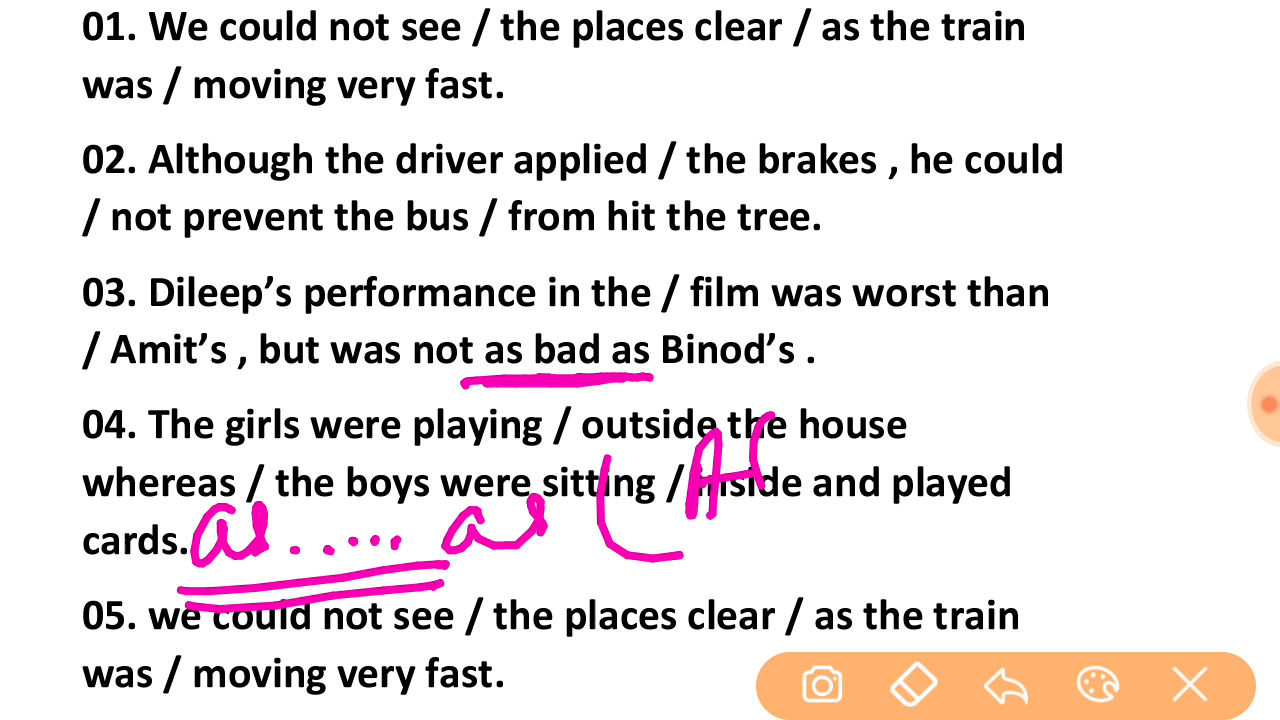 01. We could not see / the places clear / as the train
was / moving very fast.
02. Although the driver applied / the brakes , he could
/ not prevent the bus / from hit the tree.
03. Dileep’s performance in the / film was worst than
/ Amit’s , but was not as bad as Binod’s .
04. The girls were playing / outside the house
whereas / the boys were sitting / inside and played
cards.
as ..... as
05. we could not see / the places clear / as the train
was / moving very fast.